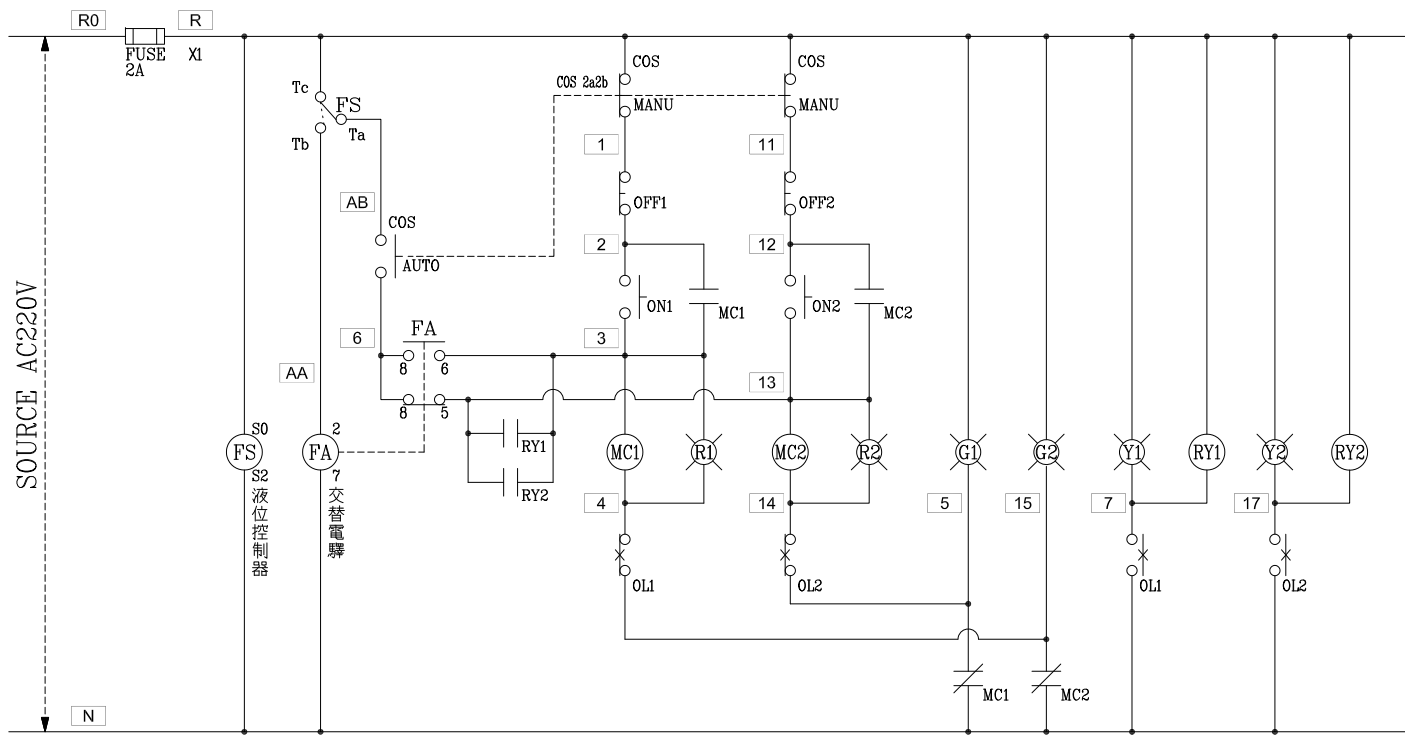 R0
R
FUSE
2A
X1
COS
COS
Tc
FS
COS 2a2b
MANU
MANU
Ta
Tb
1
11
AB
OFF1
OFF2
COS
2
12
AUTO
ON1
MC1
ON2
MC2
SOURCE AC220V
6
FA
3
8
6
AA
13
8
5
S0
2
FS
FA
RY1
MC1
R1
MC2
R2
G1
G2
Y1
RY1
Y2
RY2
S2
7
RY2
液位控制器
交替電驛
4
14
5
15
7
17
OL1
OL2
OL1
OL2
MC1
MC2
N